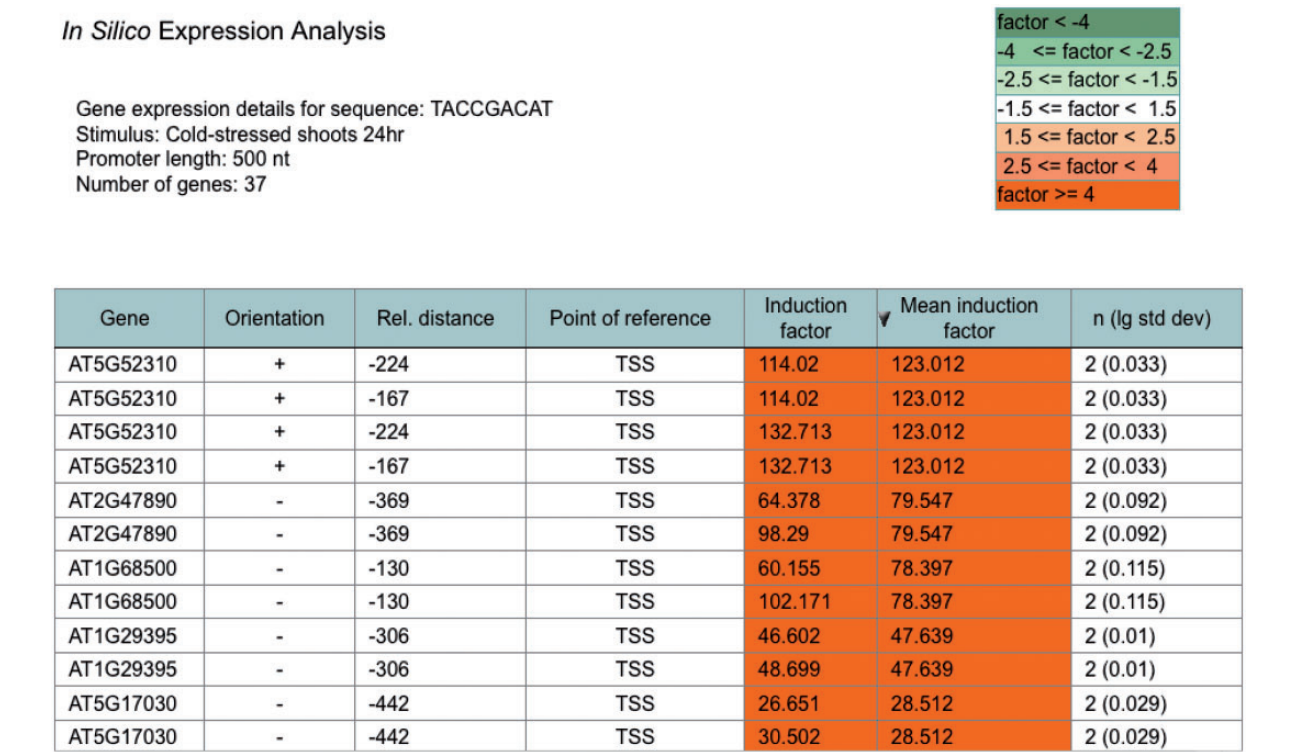 In Silico Expression Analysis
factor < -4
-4 <= factor < -2.5
-2.5 <= factor < -1.5
-1.5 <= factor < 1.5
1.5 <= factor < 2.5
2.5 <= factor < 4
factor >= 4
Gene expression details for sequence: TACCGACAT
Stimulus: Cold-stressed shoots 24hr
Promoter length: 500 nt
Number of genes: 37
Gene Orientation Rel. distance Point of reference Induction factor Mean induction factor n (lg std dev)
AT5G52310 + -224 TSS 114.02 123.012 2 (0.033)
AT5G52310 + -167 TSS 114.02 123.012 2 (0.033)
AT5G52310 + -224 TSS 132.713 123.012 2 (0.033)
AT5G52310 + -167 TSS 132.713 123.012 2 (0.033)
AT2G47890 - -369 TSS 64.378 79.547 2 (0.092)
AT2G47890 - -369 TSS 98.29 79.547 2 (0.092)
AT1G68500 - -130 TSS 60.155 78.397 2 (0.115)
AT1G68500 - -130 TSS 102.171 78.397 2 (0.115)
AT1G29395 - -306 TSS 46.602 47.639 2 (0.01)
AT1G29395 - -306 TSS 48.699 47.639 2 (0.01)
AT5G17030 - -442 TSS 26.651 28.512 2 (0.029)
AT5G17030 - -442 TSS 30.502 28.512 2 (0.029)